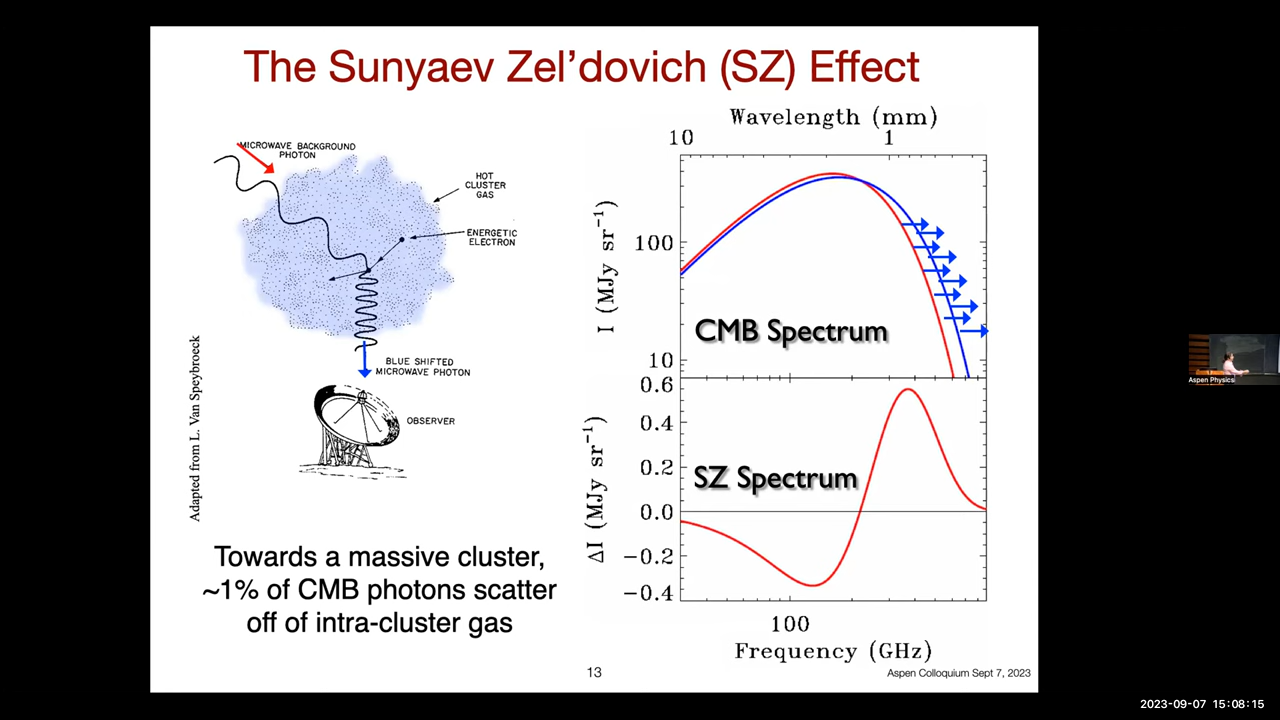 The Sunyaev Zel'dovich (SZ) Effect
MICROWAVE BACKGROUND
PHOTON
HOT
CLUSTER
GAS
ENERGETIC
ELECTRON
BLUE SHIFTED
MICROWAVE PHOTON
OBSERVER
Adapted from L. Van Speybroeck
Towards a massive cluster,
~1% of CMB photons scatter
off of intra-cluster gas
Wavelength (mm)
10 1
I (MJy sr⁻¹)
100
10
CMB Spectrum
ΔI (MJy sr⁻¹)
0.6
0.4
0.2
0.0
−0.2
−0.4
SZ Spectrum
100
Frequency (GHz)
13
Aspen Colloquium Sept 7, 2023
Aspen Physics
2023-09-07 15:08:15